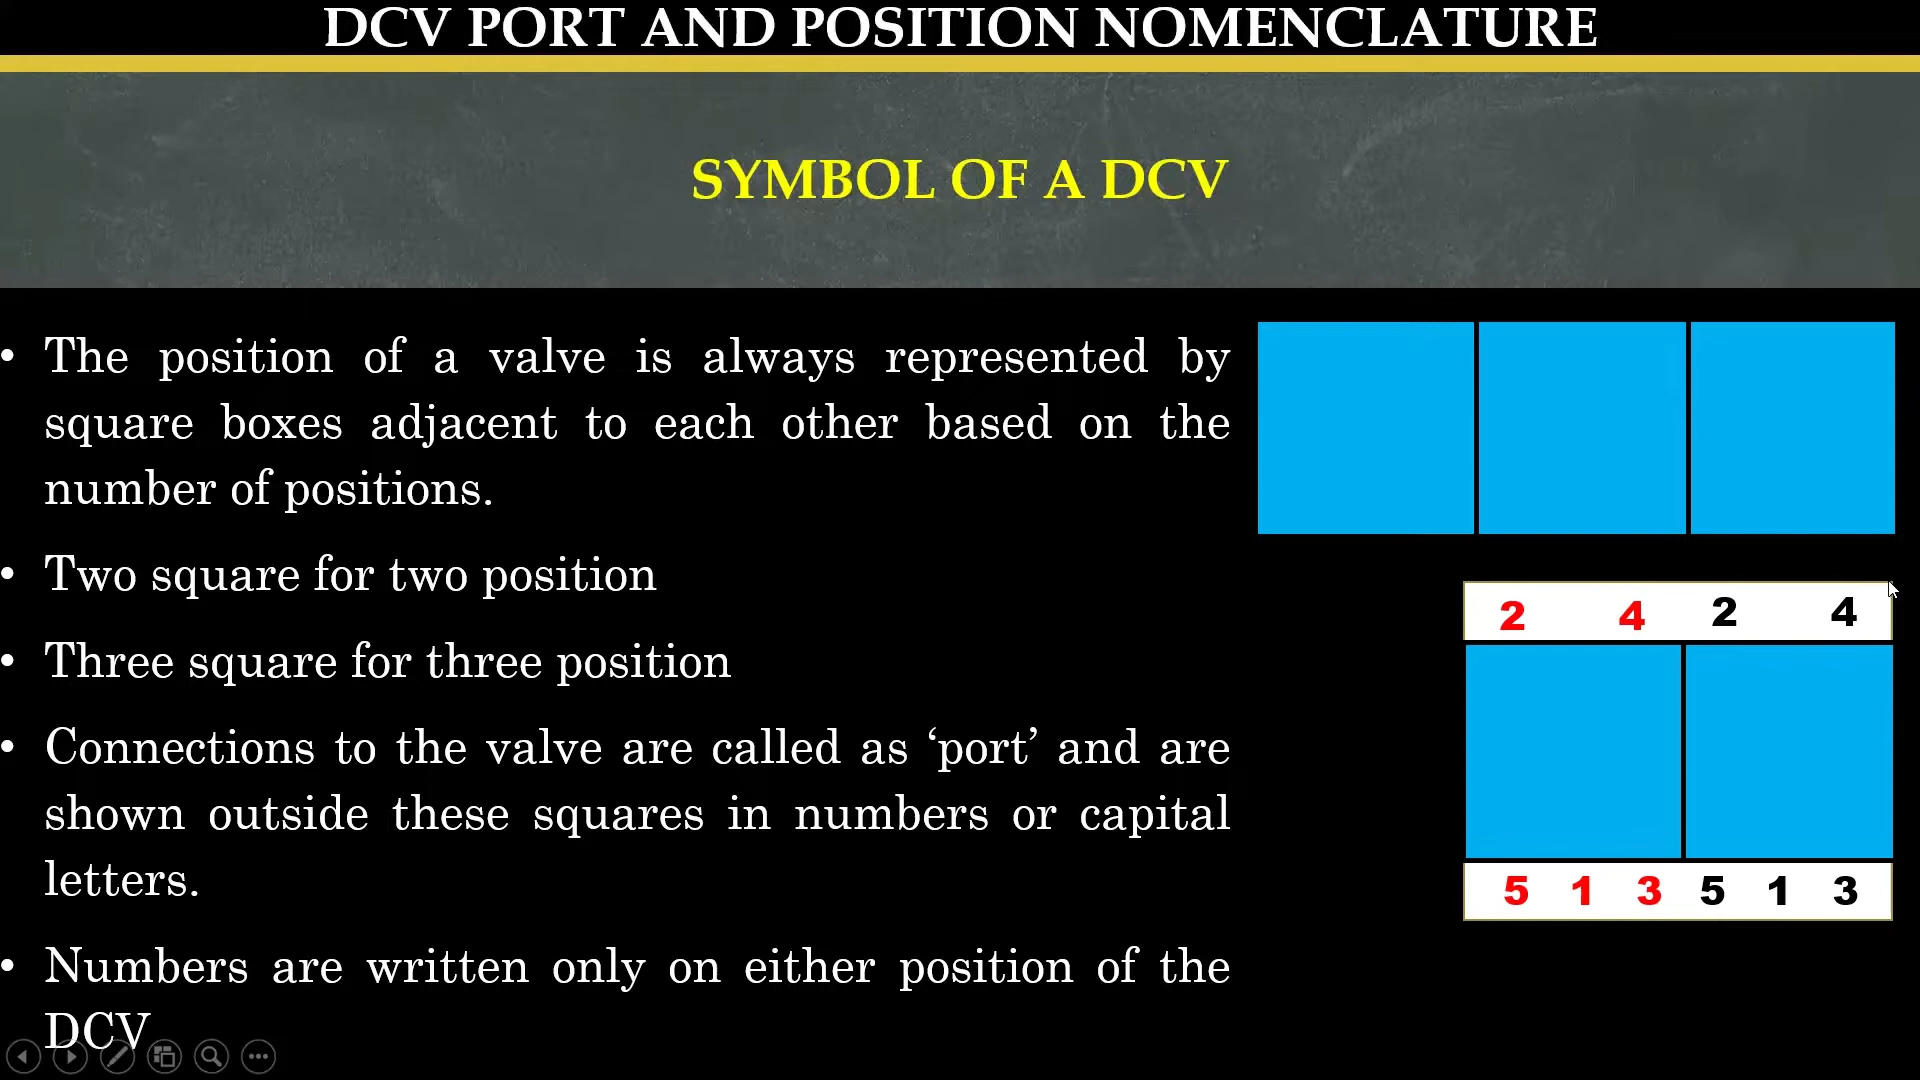 DCV PORT AND POSITION NOMENCLATURE
SYMBOL OF A DCV
• The position of a valve is always represented by
square boxes adjacent to each other based on the
number of positions.
• Two square for two position
• Three square for three position
• Connections to the valve are called as ‘port’ and are
shown outside these squares in numbers or capital
letters.
• Numbers are written only on either position of the
DCV
2 4 2 4
5 1 3 5 1 3